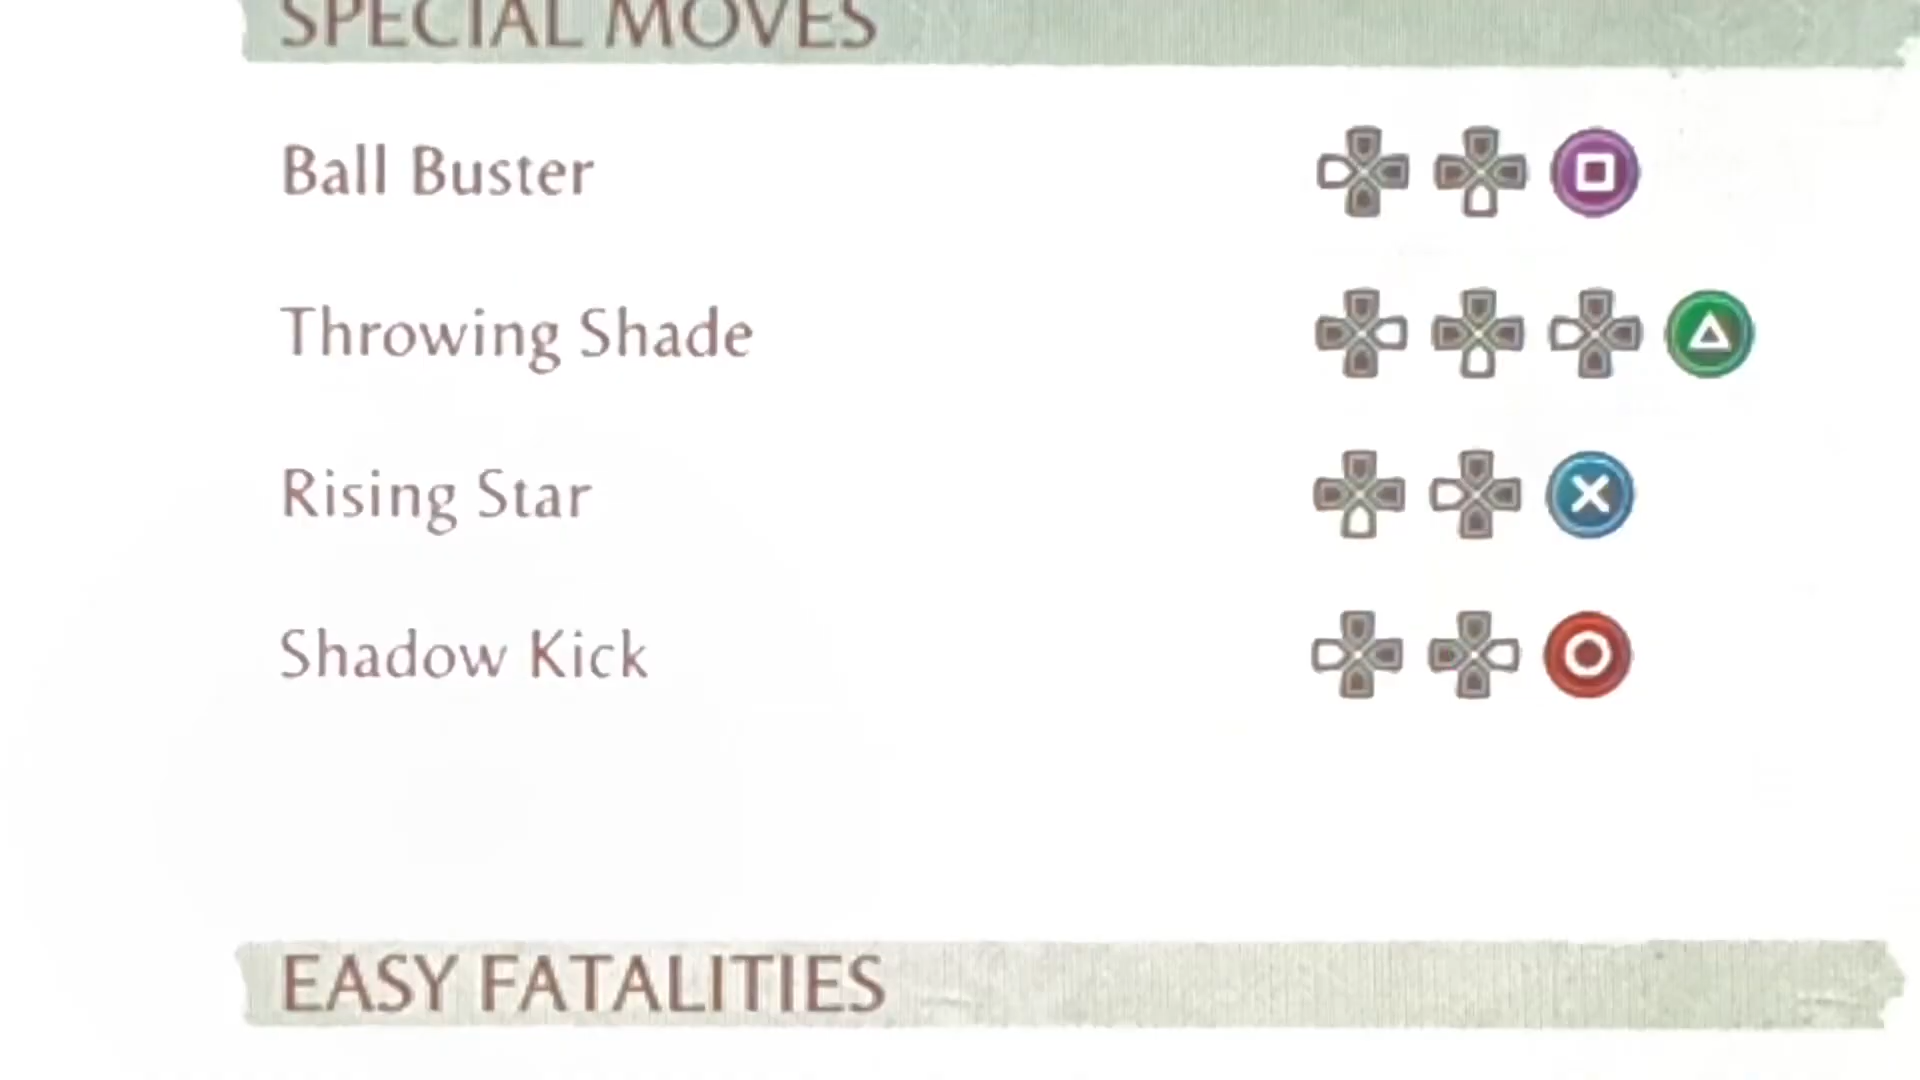 SPECIAL MOVES
Ball Buster
Throwing Shade
Rising Star
Shadow Kick
EASY FATALITIES